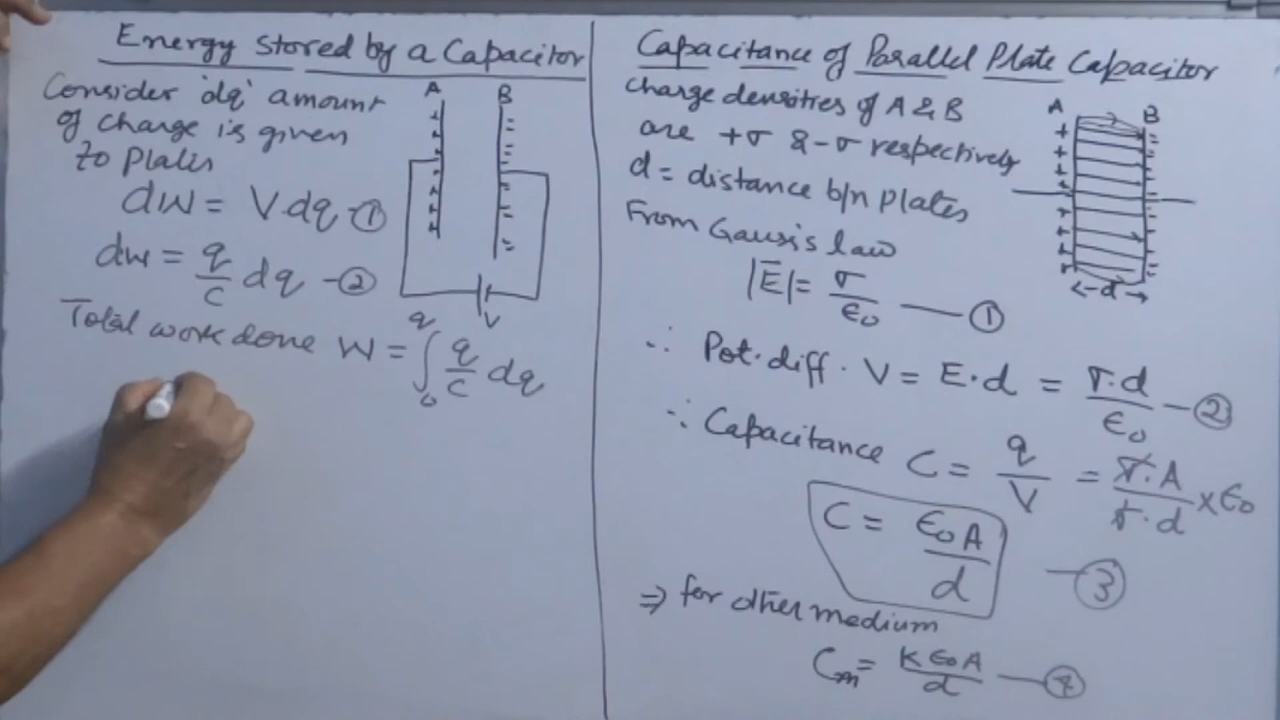 Energy stored by a Capacitor
Consider 'dq' amount
of charge is given
to Plates
dW = V.dq -①
dw = q/c dq -②
Total work done W = ∫₀^q q/c dq
A B
+ + + + + +
= = = = = =
V
Capacitance of Parallel Plate Capacitor
Charge densities of A & B
are +σ & -σ respectively
d = distance b/n plates
From Gauss's law
|E̅| = σ/ε₀ — ①
∴ Pot. diff. V = E.d = σ.d/ε₀ — ②
∴ Capacitance C = q/V = σ.A/σ.d × ε₀
C = ε₀A/d — ③
⇒ for other medium
Cm = Kε₀A/d — ④
A B
←d→